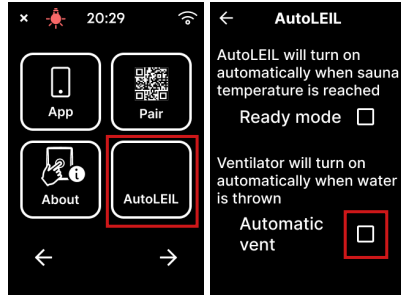 × 20:29
App
Pair
About
AutoLEIL
AutoLEIL
AutoLEIL will turn on
automatically when sauna
temperature is reached
Ready mode
Ventilator will turn on
automatically when water
is thrown
Automatic
vent